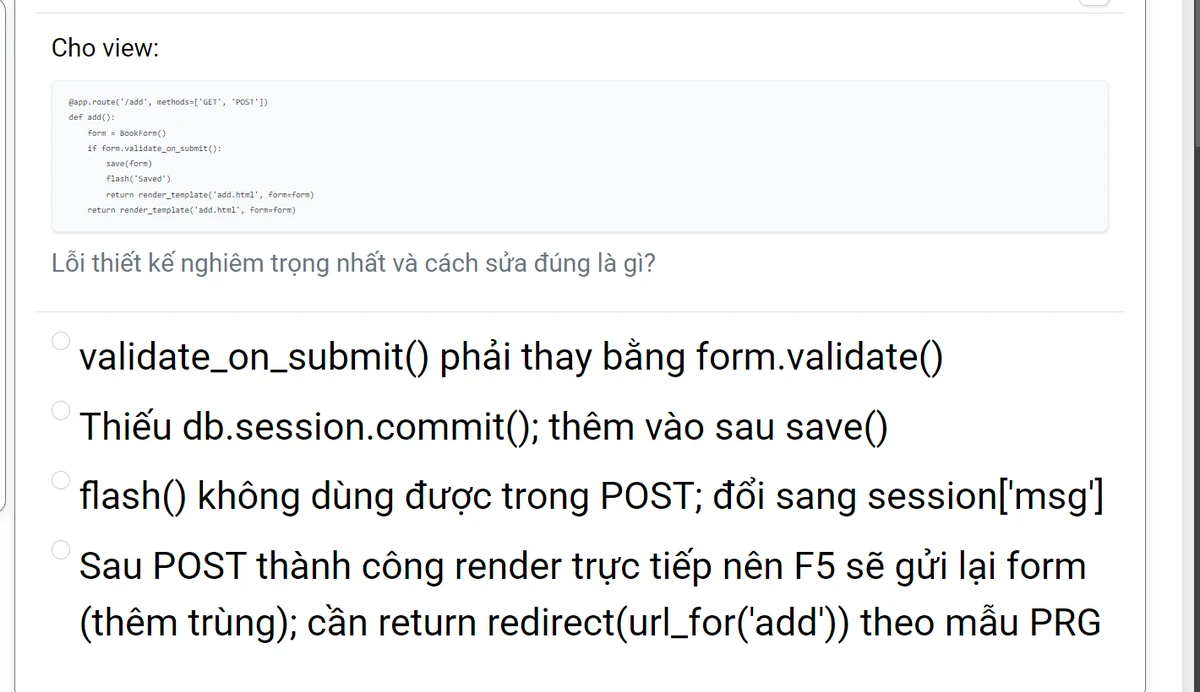 Cho view:
@app.route('/add', methods=['GET', 'POST'])
def add():
    form = BookForm()
    if form.validate_on_submit():
        save(form)
        flash('Saved')
        return render_template('add.html', form=form)
    return render_template('add.html', form=form)
Lỗi thiết kế nghiêm trọng nhất và cách sửa đúng là gì?
validate_on_submit() phải thay bằng form.validate()
Thiếu db.session.commit(); thêm vào sau save()
flash() không dùng được trong POST; đổi sang session['msg']
Sau POST thành công render trực tiếp nên F5 sẽ gửi lại form
(thêm trùng); cần return redirect(url_for('add')) theo mẫu PRG